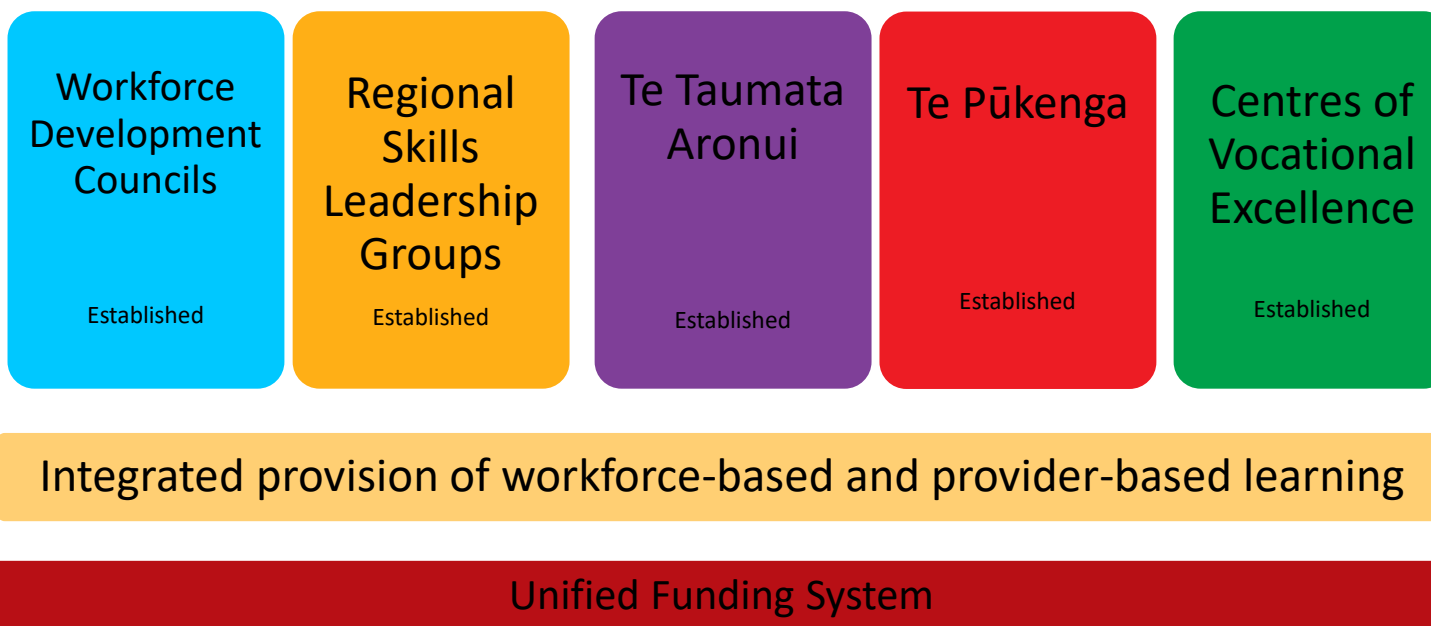 Workforce
Development
Councils
Established
Regional
Skills
Leadership
Groups
Established
Te Taumata
Aronui
Established
Te Pūkenga
Established
Centres of
Vocational
Excellence
Established
Integrated provision of workforce-based and provider-based learning
Unified Funding System